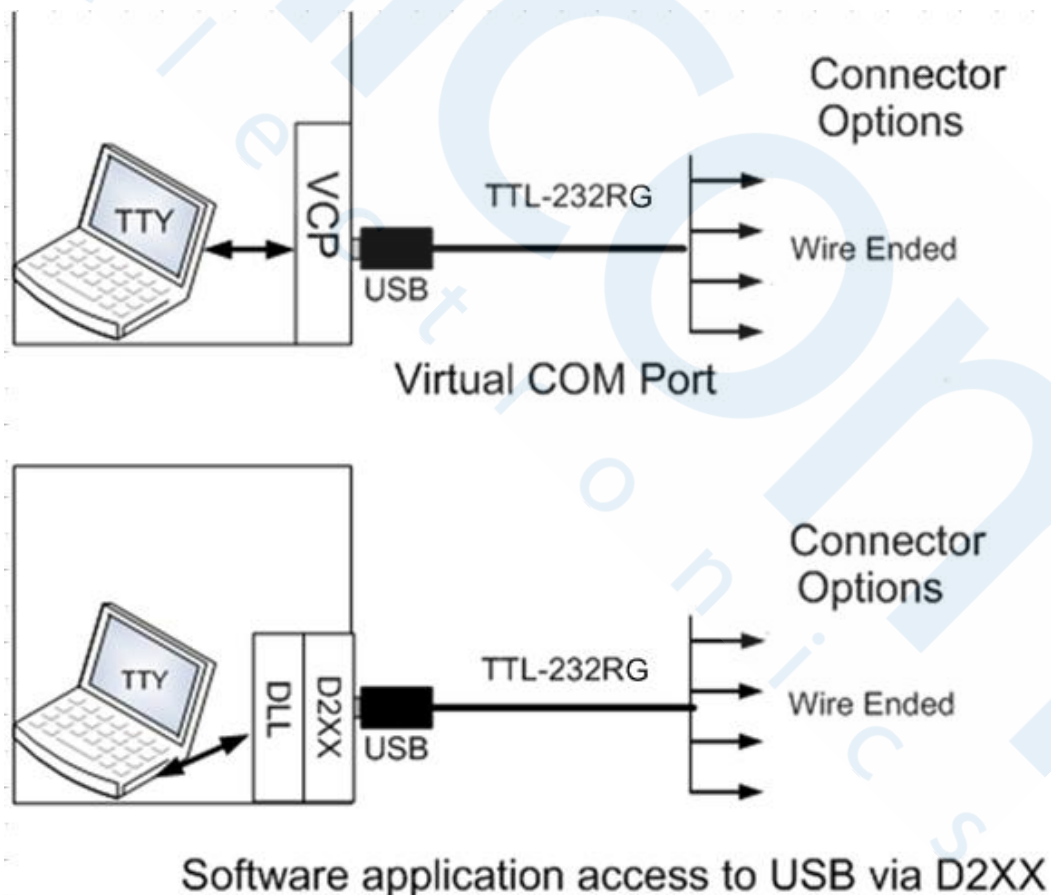 Connector
Options
TTY
VCP
TTL-232RG
Wire Ended
USB
Virtual COM Port
Connector
Options
TTY
DLL
D2XX
TTL-232RG
Wire Ended
USB
Software application access to USB via D2XX